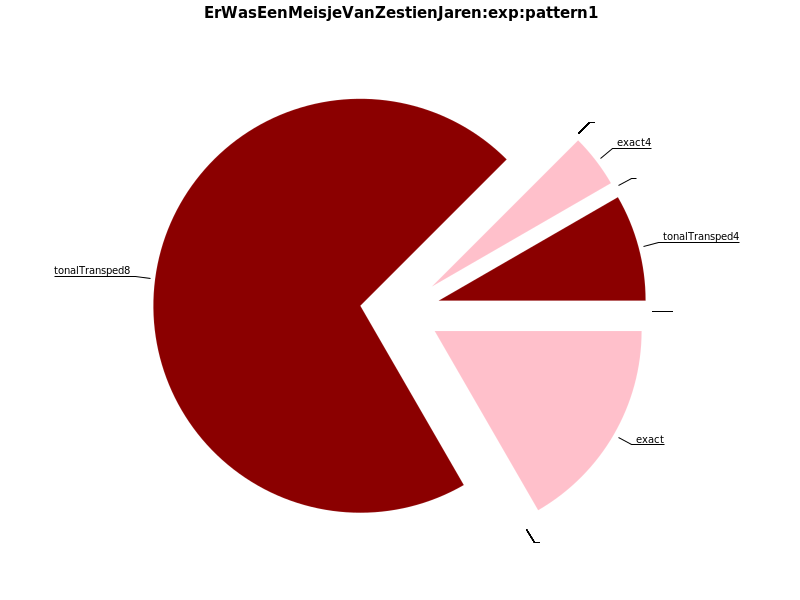 ErWasEenMeisjeVanZestienJaren:exp:pattern1
exact4
tonalTransped4
tonalTransped8
exact